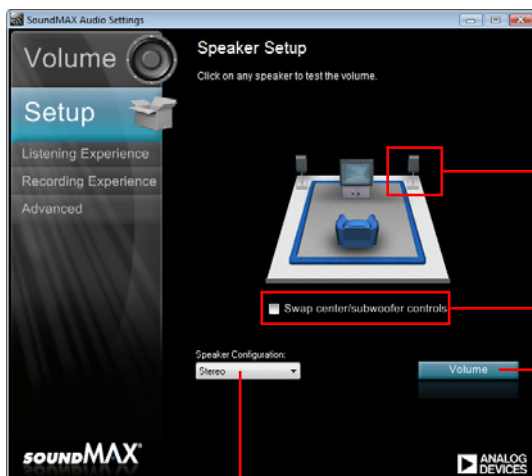 SoundMAX Audio Settings
Volume
Speaker Setup
Click on any speaker to test the volume.
Setup
Listening Experience
Recording Experience
Advanced
Swap center/subwoofer controls
Speaker Configuration:
Stereo
Volume
SOUNDMAX®
ANALOG
DEVICES